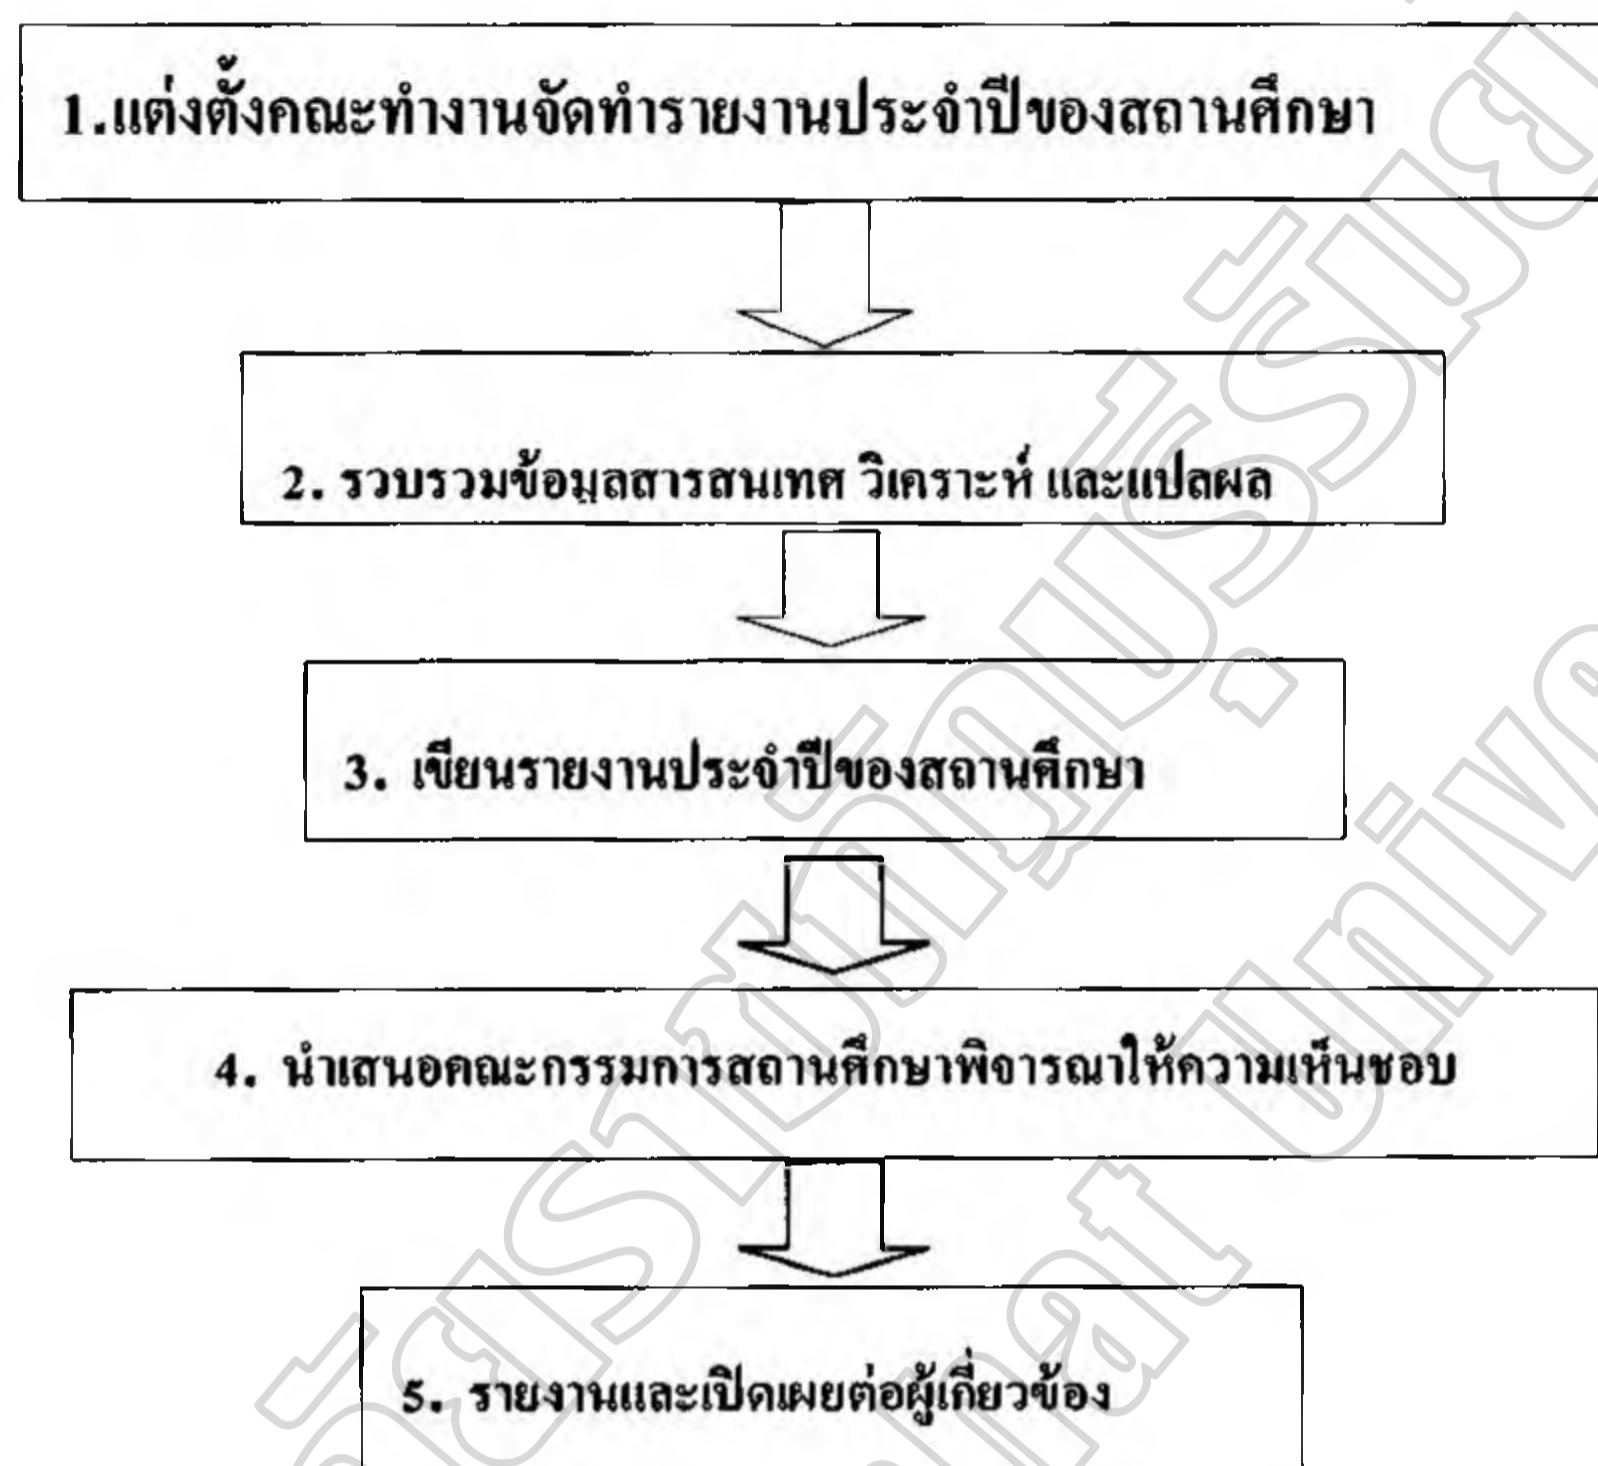 1.แต่งตั้งคณะทำงานจัดทำรายงานประจำปีของสถานศึกษา
2. รวบรวมข้อมูลสารสนเทศ วิเคราะห์ และแปลผล
3. เขียนรายงานประจำปีของสถานศึกษา
4. นำเสนอคณะกรรมการสถานศึกษาพิจารณาให้ความเห็นชอบ
5. รายงานและเปิดเผยต่อผู้เกี่ยวข้อง